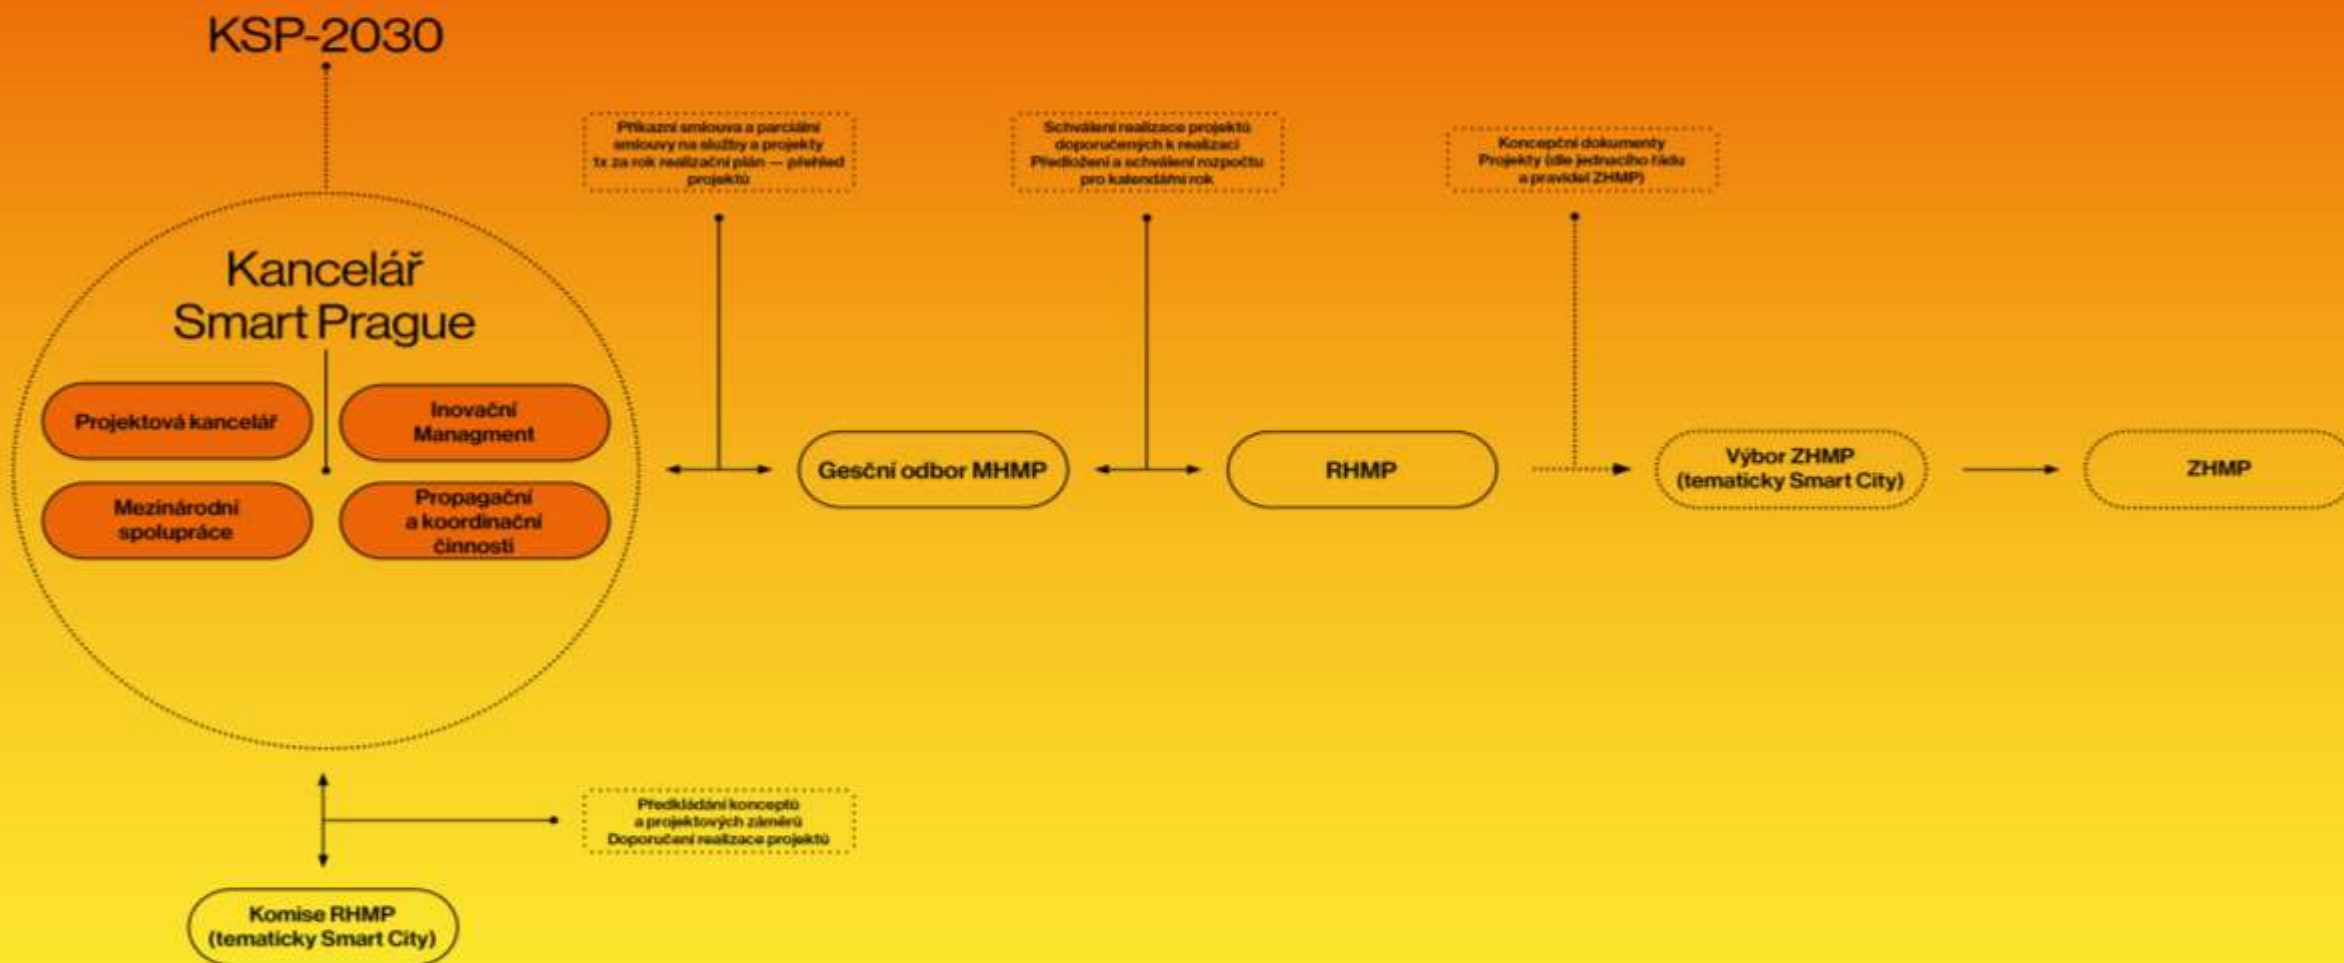 KSP-2030
Příkazní smlouva a parciální
smlouvy na služby a projekty
1x za rok realizační plán — přehled
projektů
Schválení realizace projektů
doporučených k realizaci
Předložení a schválení rozpočtu
pro kalendářní rok
Koncepční dokumenty
Projekty (dle jednacího řádu
a pravidel ZHMP)
Kancelář
Smart Prague
Projektová kancelář
Inovační
Managment
Mezinárodní
spolupráce
Propagační
a koordinační
činnosti
Gesční odbor MHMP
RHMP
Výbor ZHMP
(tematicky Smart City)
ZHMP
Předkládání konceptů
a projektových záměrů
Doporučení realizace projektů
Komise RHMP
(tematicky Smart City)